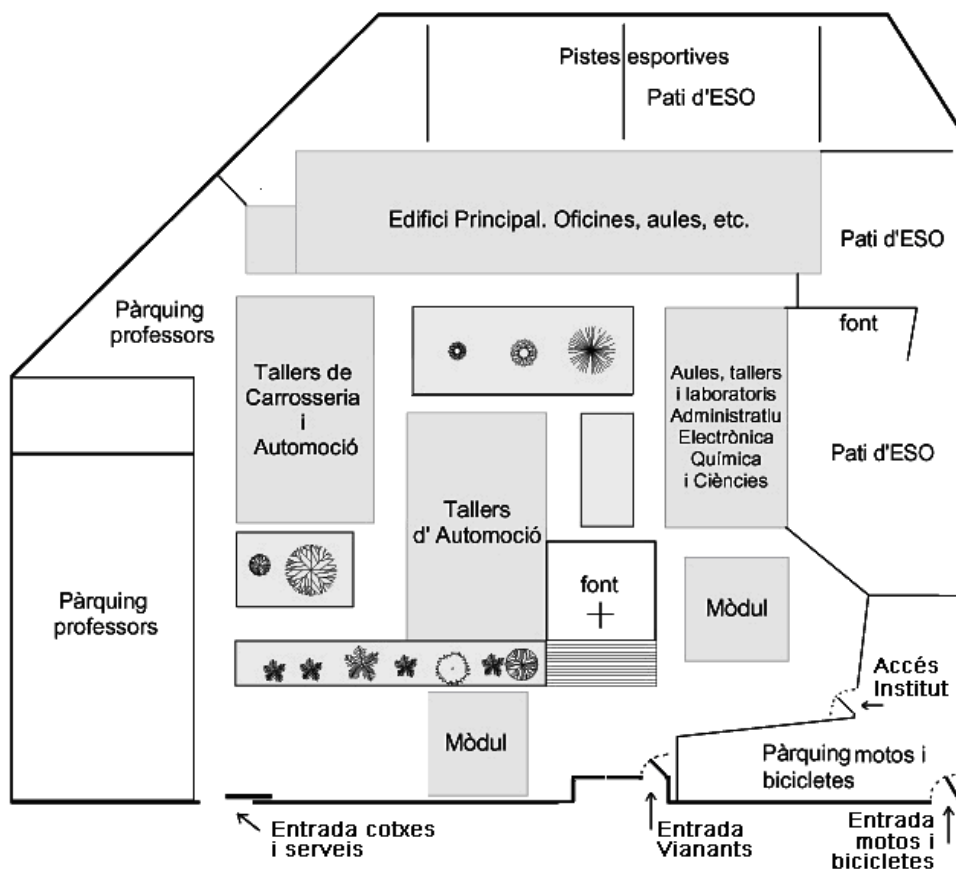 Pistes esportives
Pati d'ESO
Edifici Principal. Oficines, aules, etc.
Pati d'ESO
Pàrquing
professors
font
Tallers de
Carrosseria
i
Automoció
Aules, tallers
i laboratoris
Administratiu
Electrònica
Química
i Ciències
Pati d'ESO
Tallers
d' Automoció
Pàrquing
professors
font
Mòdul
Accés
Institut
Mòdul
Pàrquing motos i
bicicletes
Entrada cotxes
i serveis
Entrada
Vianants
Entrada
motos i
bicicletes